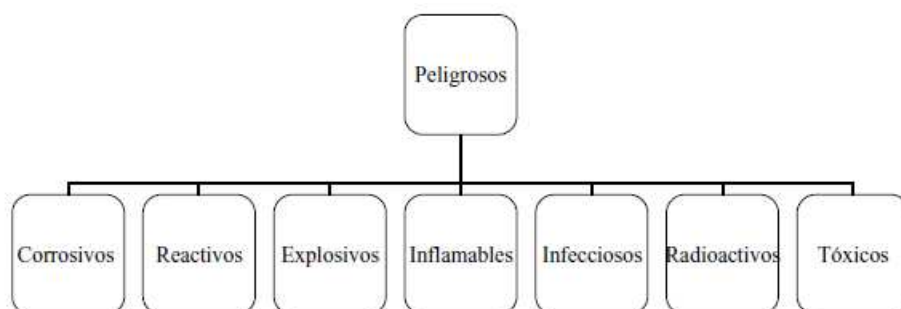 Peligrosos
Corrosivos
Reactivos
Explosivos
Inflamables
Infecciosos
Radioactivos
Tóxicos